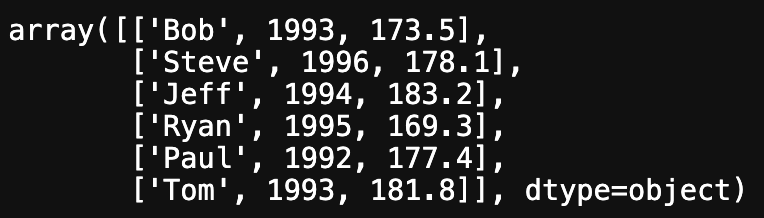 array([['Bob', 1993, 173.5],
['Steve', 1996, 178.1],
['Jeff', 1994, 183.2],
['Ryan', 1995, 169.3],
['Paul', 1992, 177.4],
['Tom', 1993, 181.8]], dtype=object)